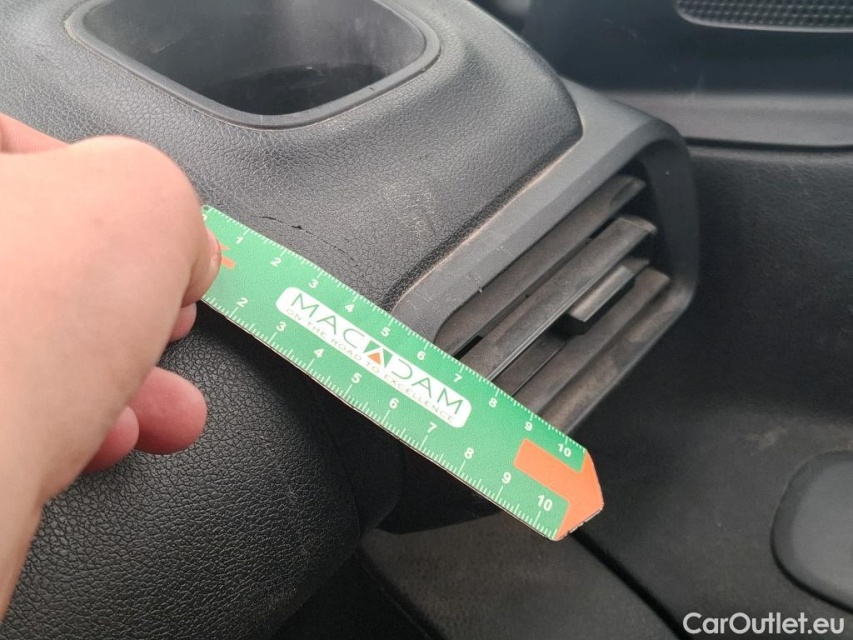 1 2 3 4 5 6 7 8 9 10
MACADAM
ON THE ROAD TO EXCELLENCE
2 3 4 5 6 7 8 9 10
CarOutlet.eu